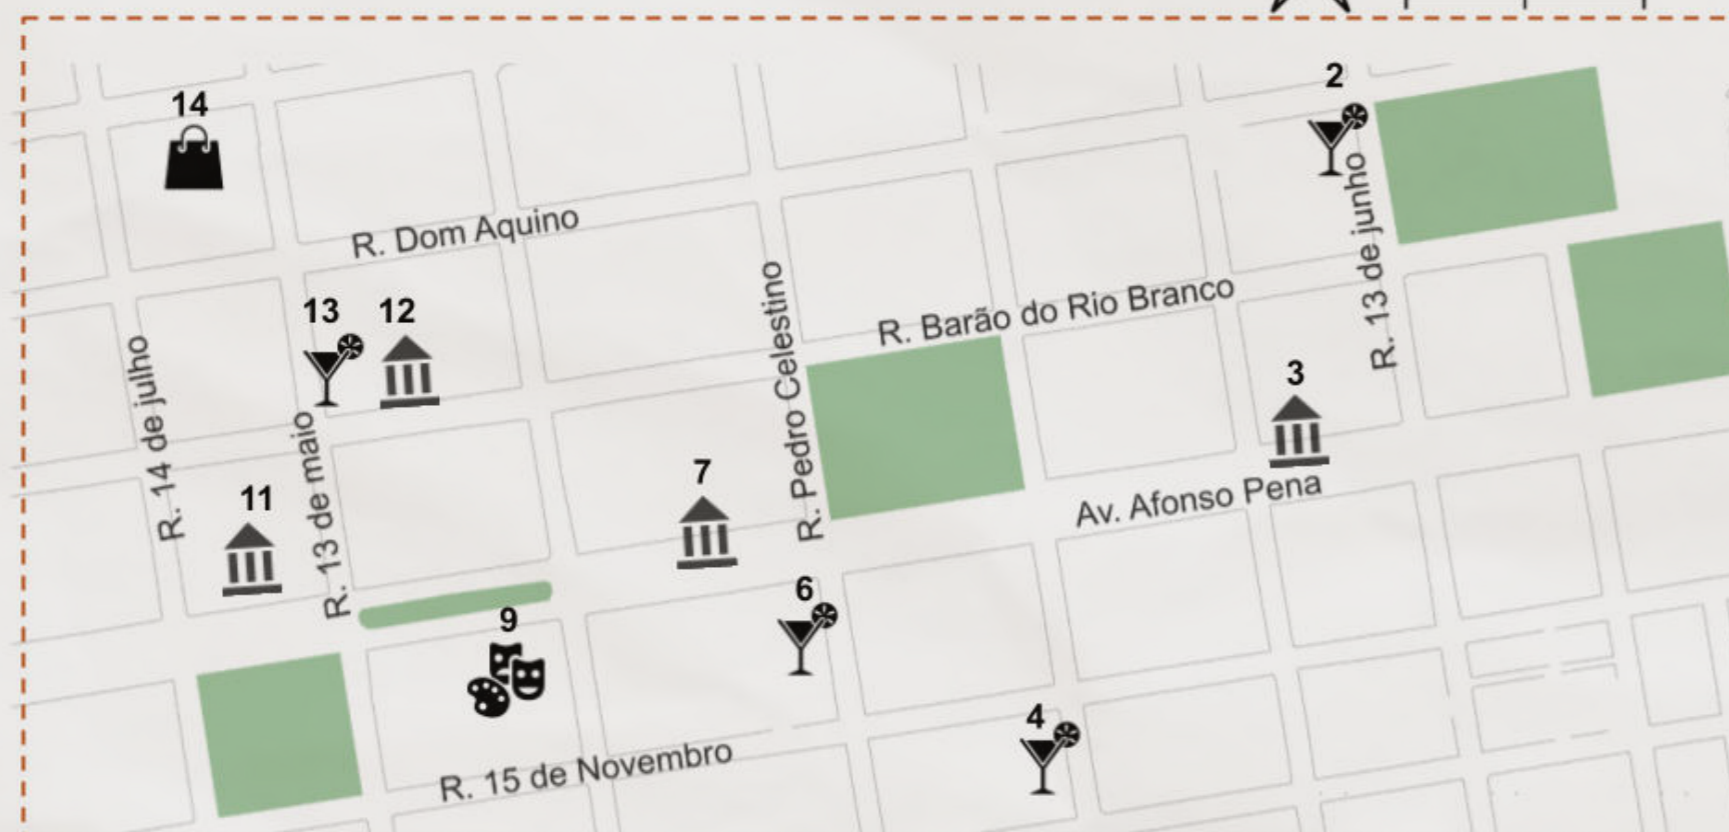 2
14
R. Dom Aquino
R. 13 de junho
13
12
R. Barão do Rio Branco
R. Pedro Celestino
3
R. 14 de julho
R. 13 de maio
7
11
Av. Afonso Pena
6
9
4
R. 15 de Novembro